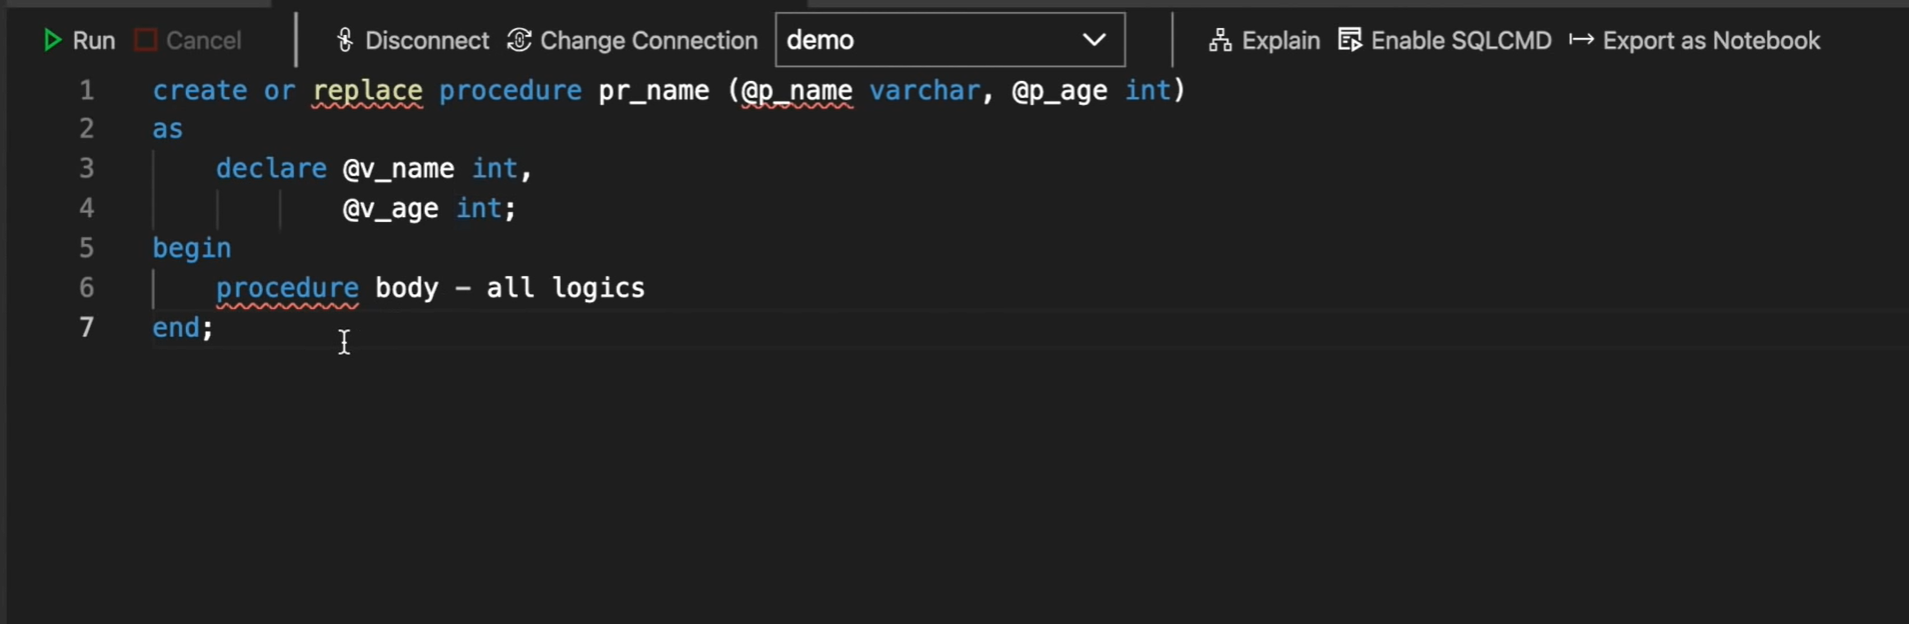 Run Cancel Disconnect Change Connection demo Explain Enable SQLCMD Export as Notebook
1 create or replace procedure pr_name (@p_name varchar, @p_age int)
2 as
3 declare @v_name int,
4 @v_age int;
5 begin
6 procedure body – all logics
7 end;